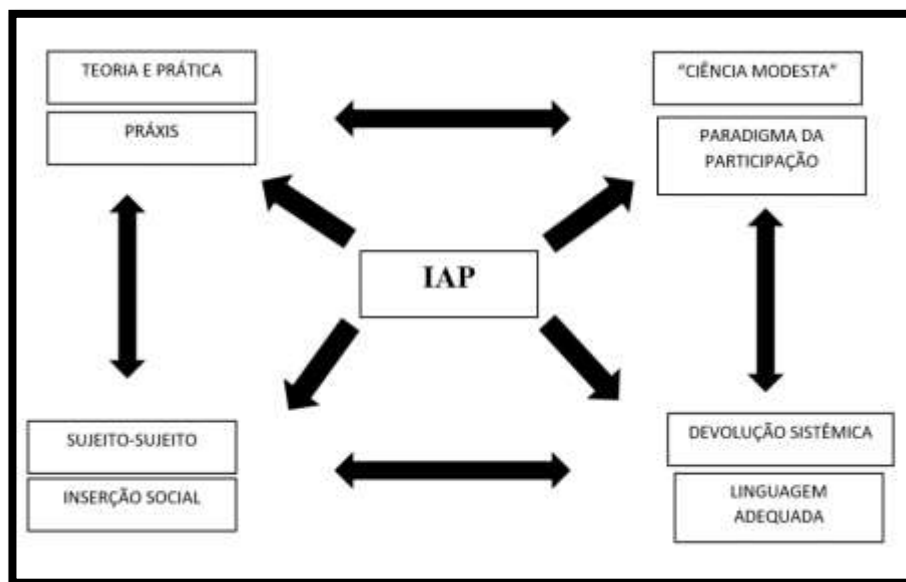 TEORIA E PRÁTICA
PRÁXIS
“CIÊNCIA MODESTA”
PARADIGMA DA
PARTICIPAÇÃO
IAP
SUJEITO-SUJEITO
INSERÇÃO SOCIAL
DEVOLUÇÃO SISTÊMICA
LINGUAGEM
ADEQUADA